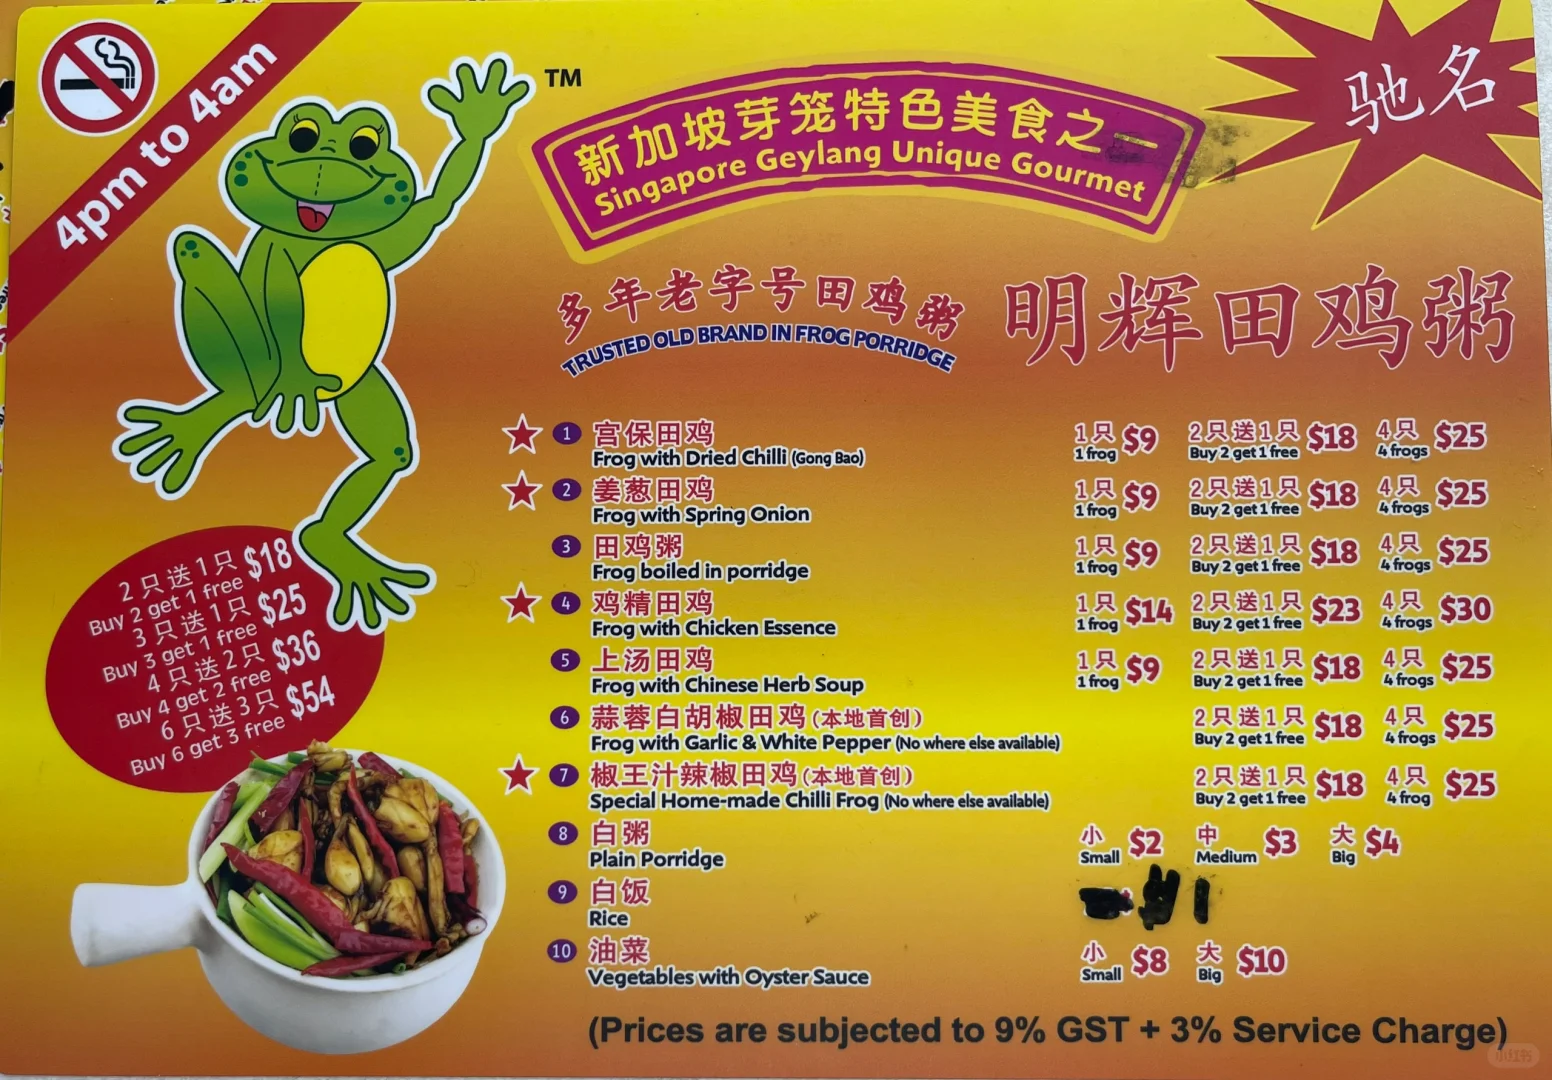 4pm to 4am
TM
新加坡芽笼特色美食之一
Singapore Geylang Unique Gourmet
驰名
多年老字号田鸡粥
TRUSTED OLD BRAND IN FROG PORRIDGE
明辉田鸡粥
2只送1只 $18
Buy 2 get 1 free
3只送1只 $25
Buy 3 get 1 free
4只送2只 $36
Buy 4 get 2 free
6只送3只 $54
Buy 6 get 3 free
1 宫保田鸡 1只 $9 2只送1只 $18 4只 $25
Frog with Dried Chilli (Gong Bao) 1 frog Buy 2 get 1 free 4 frogs
2 姜葱田鸡 1只 $9 2只送1只 $18 4只 $25
Frog with Spring Onion 1 frog Buy 2 get 1 free 4 frogs
3 田鸡粥 1只 $9 2只送1只 $18 4只 $25
Frog boiled in porridge 1 frog Buy 2 get 1 free 4 frogs
4 鸡精田鸡 1只 $14 2只送1只 $23 4只 $30
Frog with Chicken Essence 1 frog Buy 2 get 1 free 4 frogs
5 上汤田鸡 1只 $9 2只送1只 $18 4只 $25
Frog with Chinese Herb Soup 1 frog Buy 2 get 1 free 4 frogs
6 蒜蓉白胡椒田鸡(本地首创) 2只送1只 $18 4只 $25
Frog with Garlic & White Pepper (No where else available) Buy 2 get 1 free 4 frogs
7 椒王汁辣椒田鸡(本地首创) 2只送1只 $18 4只 $25
Special Home-made Chilli Frog (No where else available) Buy 2 get 1 free 4 frog
8 白粥 小 $2 中 $3 大 $4
Plain Porridge Small Medium Big
9 白饭
Rice
10 油菜 小 $8 大 $10
Vegetables with Oyster Sauce Small Big
(Prices are subjected to 9% GST + 3% Service Charge)
小红书